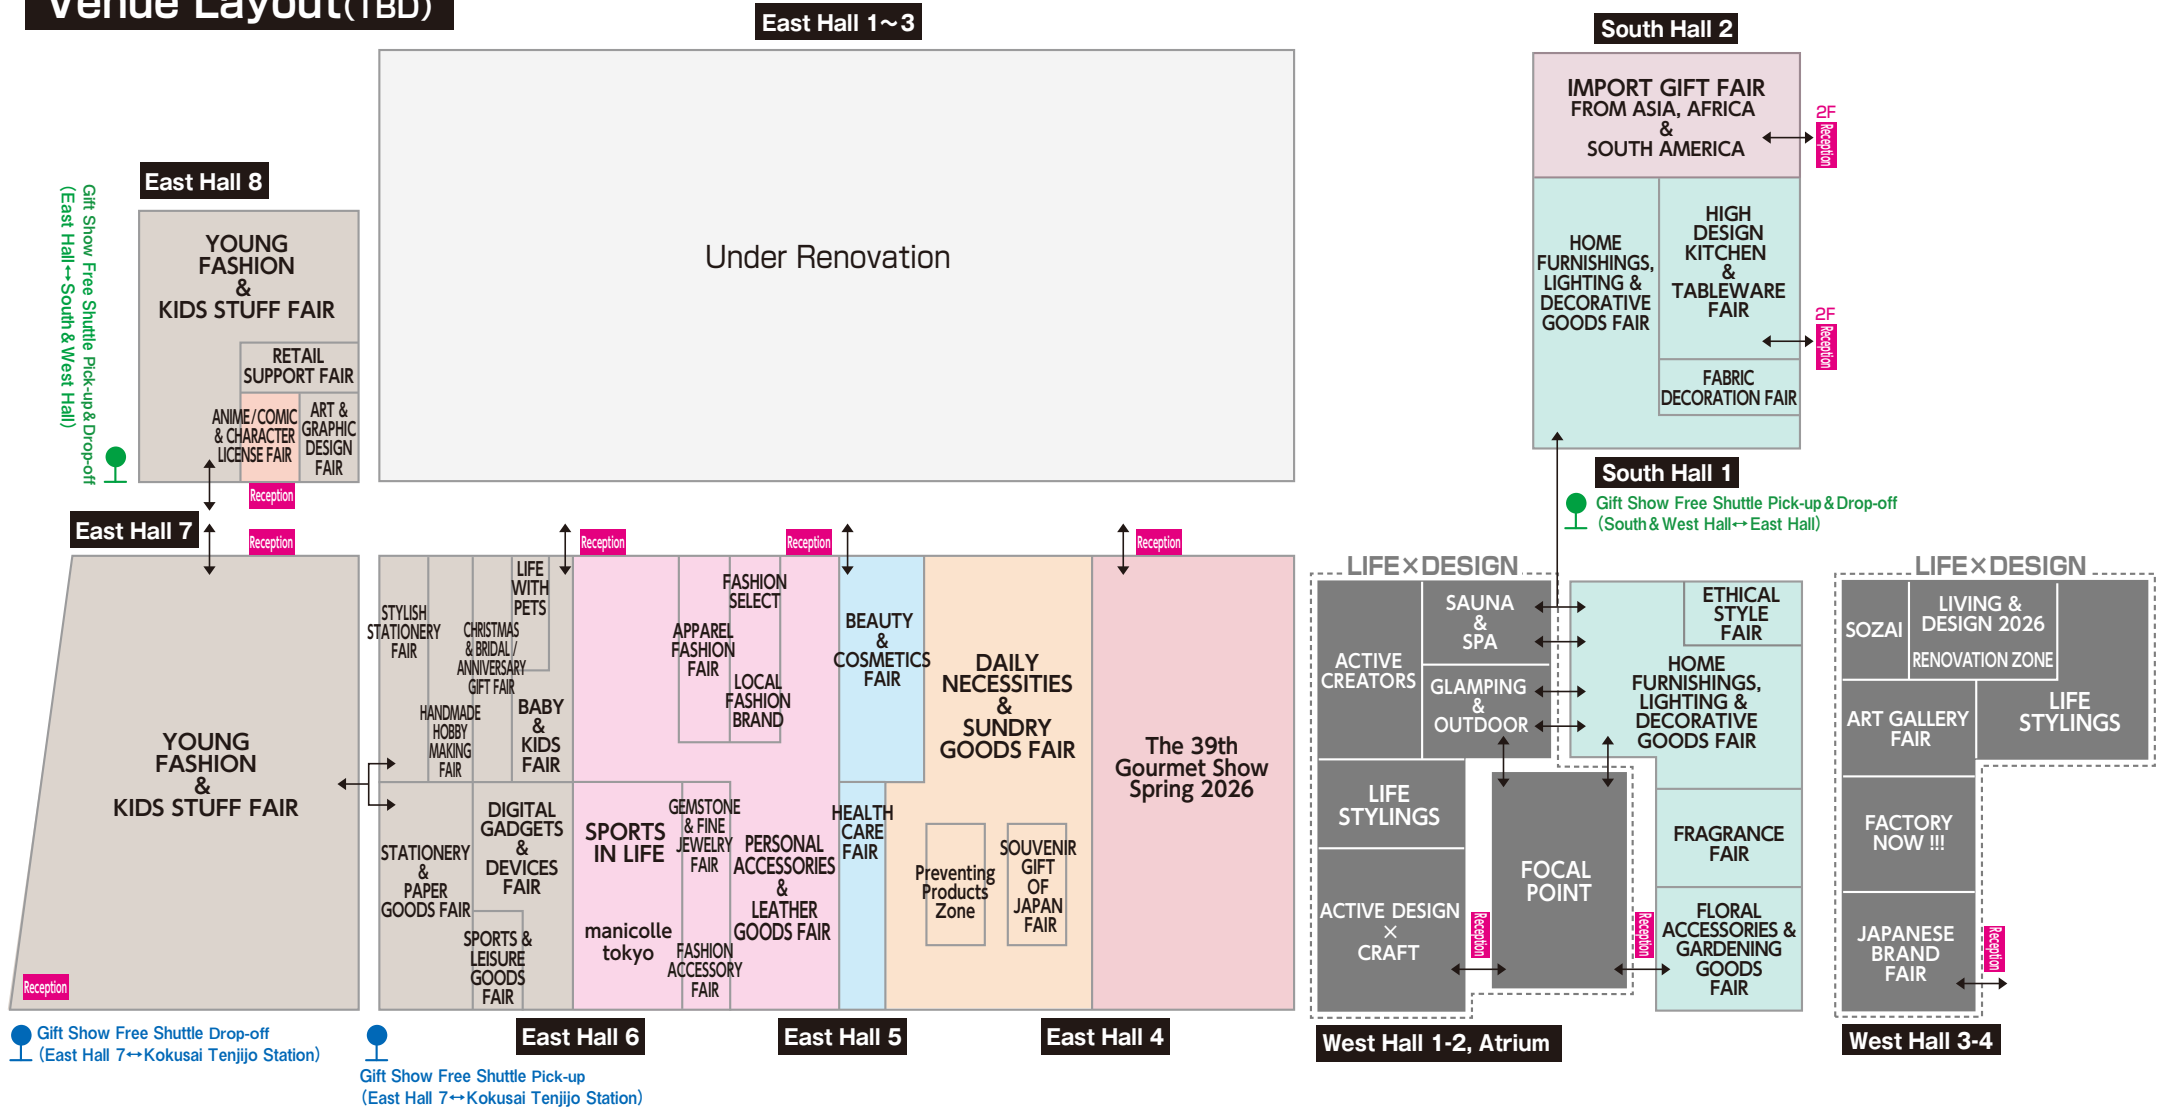 Venue Layout(TBD)
East Hall 1～3
Under Renovation
East Hall 8
Gift Show Free Shuttle Pick-up&Drop-off
(East Hall↔South&West Hall)
YOUNG
FASHION
&
KIDS STUFF FAIR
RETAIL
SUPPORT FAIR
ANIME/COMIC
& CHARACTER
LICENSE FAIR
ART &
GRAPHIC
DESIGN
FAIR
Reception
East Hall 7
Reception
YOUNG
FASHION
&
KIDS STUFF FAIR
Reception
Gift Show Free Shuttle Drop-off
(East Hall 7↔Kokusai Tenjijo Station)
Gift Show Free Shuttle Pick-up
(East Hall 7↔Kokusai Tenjijo Station)
Reception
STYLISH
STATIONERY
FAIR
HANDMADE
HOBBY
MAKING
FAIR
CHRISTMAS
& BRIDAL /
ANNIVERSARY
GIFT FAIR
LIFE
WITH
PETS
BABY
&
KIDS
FAIR
STATIONERY
&
PAPER
GOODS FAIR
DIGITAL
GADGETS
&
DEVICES
FAIR
SPORTS &
LEISURE
GOODS
FAIR
East Hall 6
Reception
APPAREL
FASHION
FAIR
FASHION
SELECT
LOCAL
FASHION
BRAND
SPORTS
IN LIFE
manicolle
tokyo
GEMSTONE
& FINE
JEWELRY
FAIR
FASHION
ACCESSORY
FAIR
PERSONAL
ACCESSORIES
&
LEATHER
GOODS FAIR
BEAUTY
&
COSMETICS
FAIR
HEALTH
CARE
FAIR
East Hall 5
Reception
DAILY
NECESSITIES
&
SUNDRY
GOODS FAIR
Preventing
Products
Zone
SOUVENIR
GIFT
OF
JAPAN
FAIR
The 39th
Gourmet Show
Spring 2026
East Hall 4
South Hall 2
IMPORT GIFT FAIR
FROM ASIA, AFRICA
&
SOUTH AMERICA
2F
Reception
HOME
FURNISHINGS,
LIGHTING &
DECORATIVE
GOODS FAIR
HIGH
DESIGN
KITCHEN
&
TABLEWARE
FAIR
2F
Reception
FABRIC
DECORATION FAIR
South Hall 1
Gift Show Free Shuttle Pick-up&Drop-off
(South&West Hall↔East Hall)
LIFE×DESIGN
ACTIVE
CREATORS
SAUNA
&
SPA
GLAMPING
&
OUTDOOR
LIFE
STYLINGS
ACTIVE DESIGN
×
CRAFT
Reception
FOCAL
POINT
Reception
ETHICAL
STYLE
FAIR
HOME
FURNISHINGS,
LIGHTING &
DECORATIVE
GOODS FAIR
FRAGRANCE
FAIR
FLORAL
ACCESSORIES &
GARDENING
GOODS
FAIR
West Hall 1-2, Atrium
LIFE×DESIGN
SOZAI
LIVING &
DESIGN 2026
RENOVATION ZONE
ART GALLERY
FAIR
LIFE
STYLINGS
FACTORY
NOW !!!
JAPANESE
BRAND
FAIR
Reception
West Hall 3-4